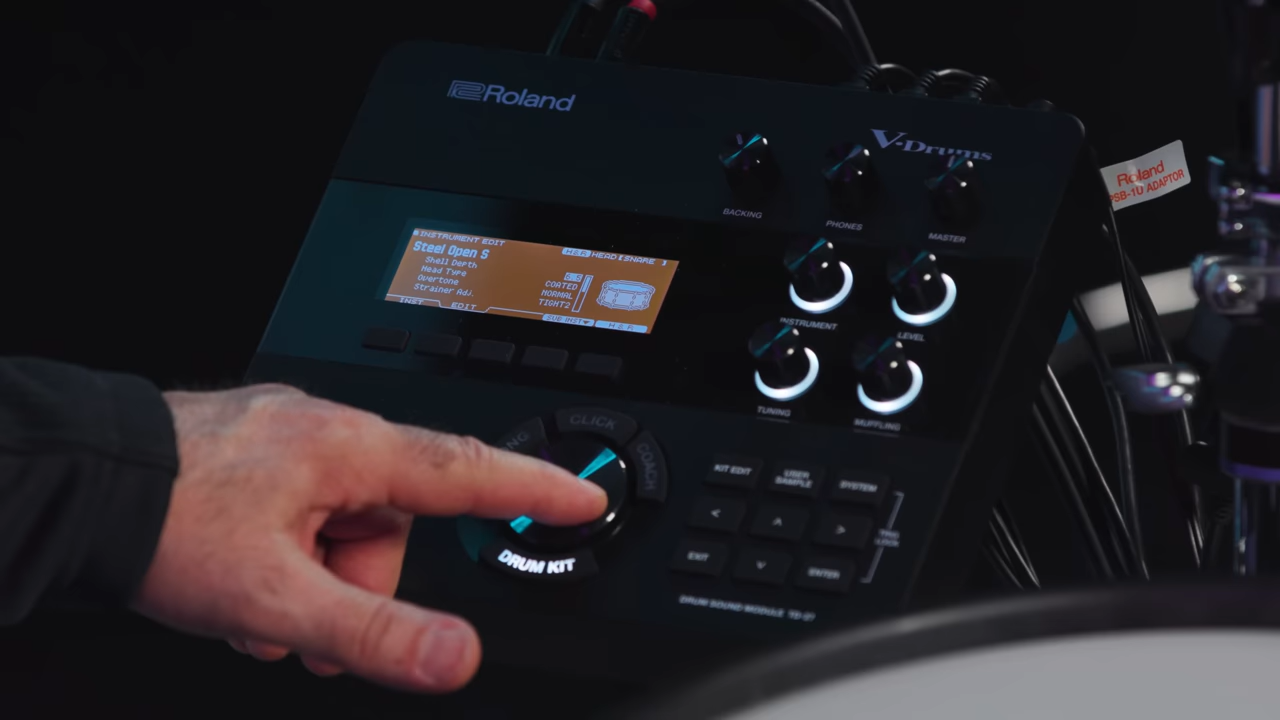 Roland
V-Drums
Roland
PSB-1U ADAPTOR
BACKING
PHONES
MASTER
INSTRUMENT EDIT
HEAD[SNARE ]
Steel Open S
Shell Depth
Head Type
COATED
Overtone
NORMAL
Strainer Adj.
TIGHT2
INST
EDIT
SUB INST▼
INSTRUMENT
LEVEL
TUNING
MUFFLING
CLICK
COACH
DRUM KIT
KIT EDIT
USER
SAMPLE
SYSTEM
<
∧
>
EXIT
∨
ENTER
DRUM SOUND MODULE TD-27